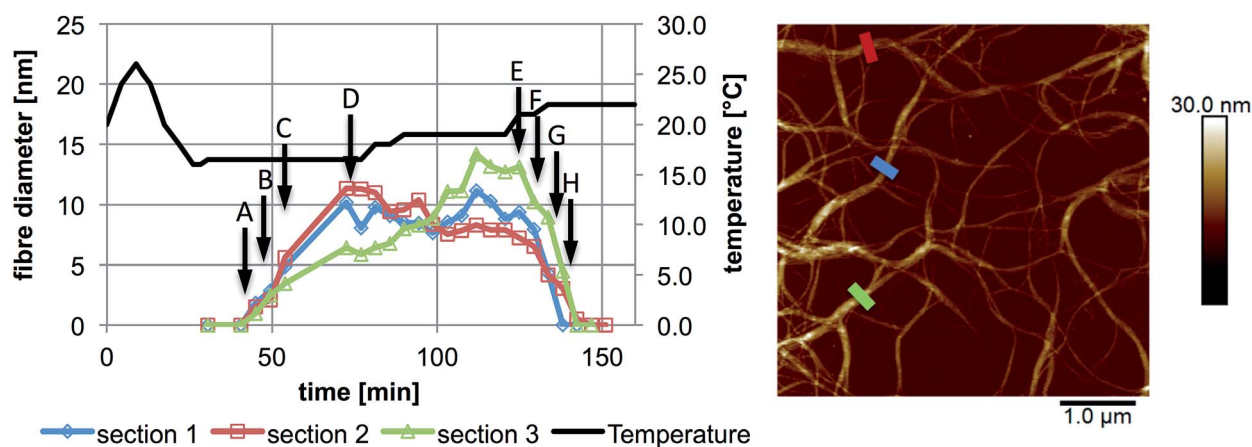 25
20
15
10
5
0
fibre diameter [nm]
30.0
25.0
20.0
15.0
10.0
5.0
0.0
temperature [°C]
A
B
C
D
E
F
G
H
0 50 100 150
time [min]
section 1 section 2 section 3 Temperature
30.0 nm
1.0 µm